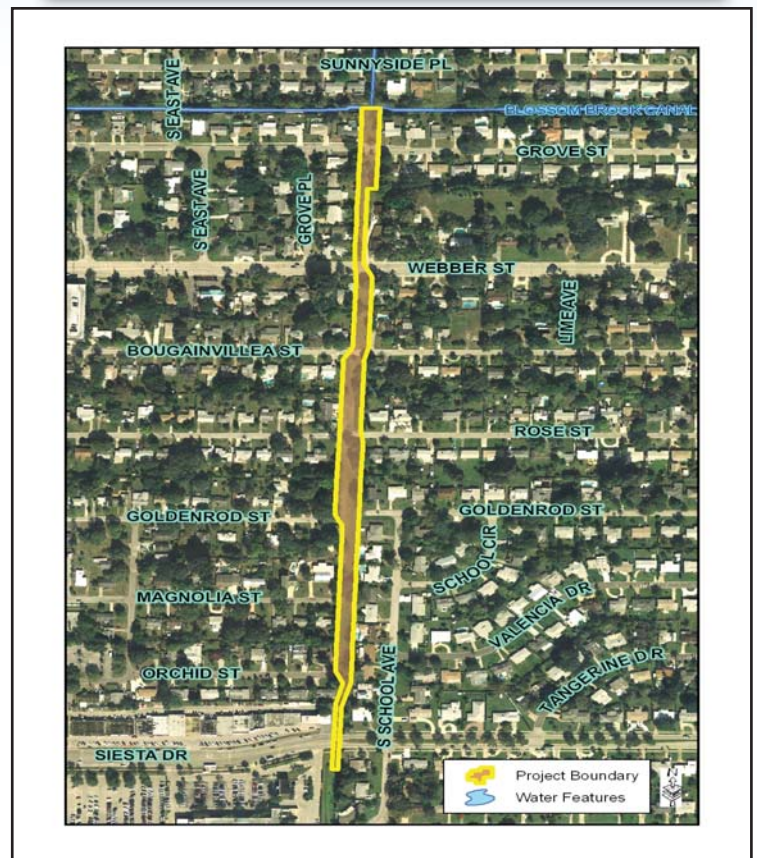 SUNNYSIDE PL
S EAST AVE
BLOSSOM BROOK CANAL
GROVE ST
S EAST AVE
GROVE PL
WEBBER ST
LIME AVE
BOUGAINVILLEA ST
ROSE ST
GOLDENROD ST
GOLDENROD ST
SCHOOL CIR
MAGNOLIA ST
VALENCIA DR
ORCHID ST
TANGERINE DR
S SCHOOL AVE
SIESTA DR
Project Boundary
Water Features
N